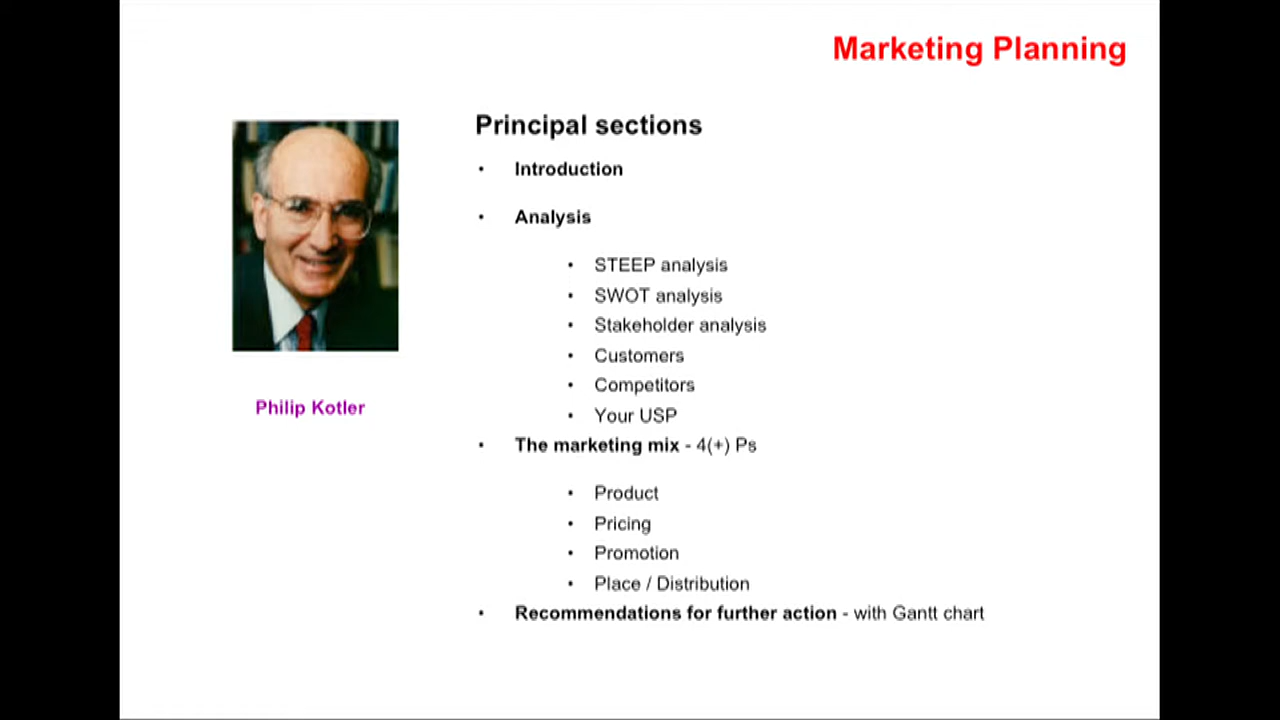 Marketing Planning
Principal sections
• Introduction
• Analysis
• STEEP analysis
• SWOT analysis
• Stakeholder analysis
• Customers
• Competitors
• Your USP
• The marketing mix - 4(+) Ps
• Product
• Pricing
• Promotion
• Place / Distribution
• Recommendations for further action - with Gantt chart
Philip Kotler